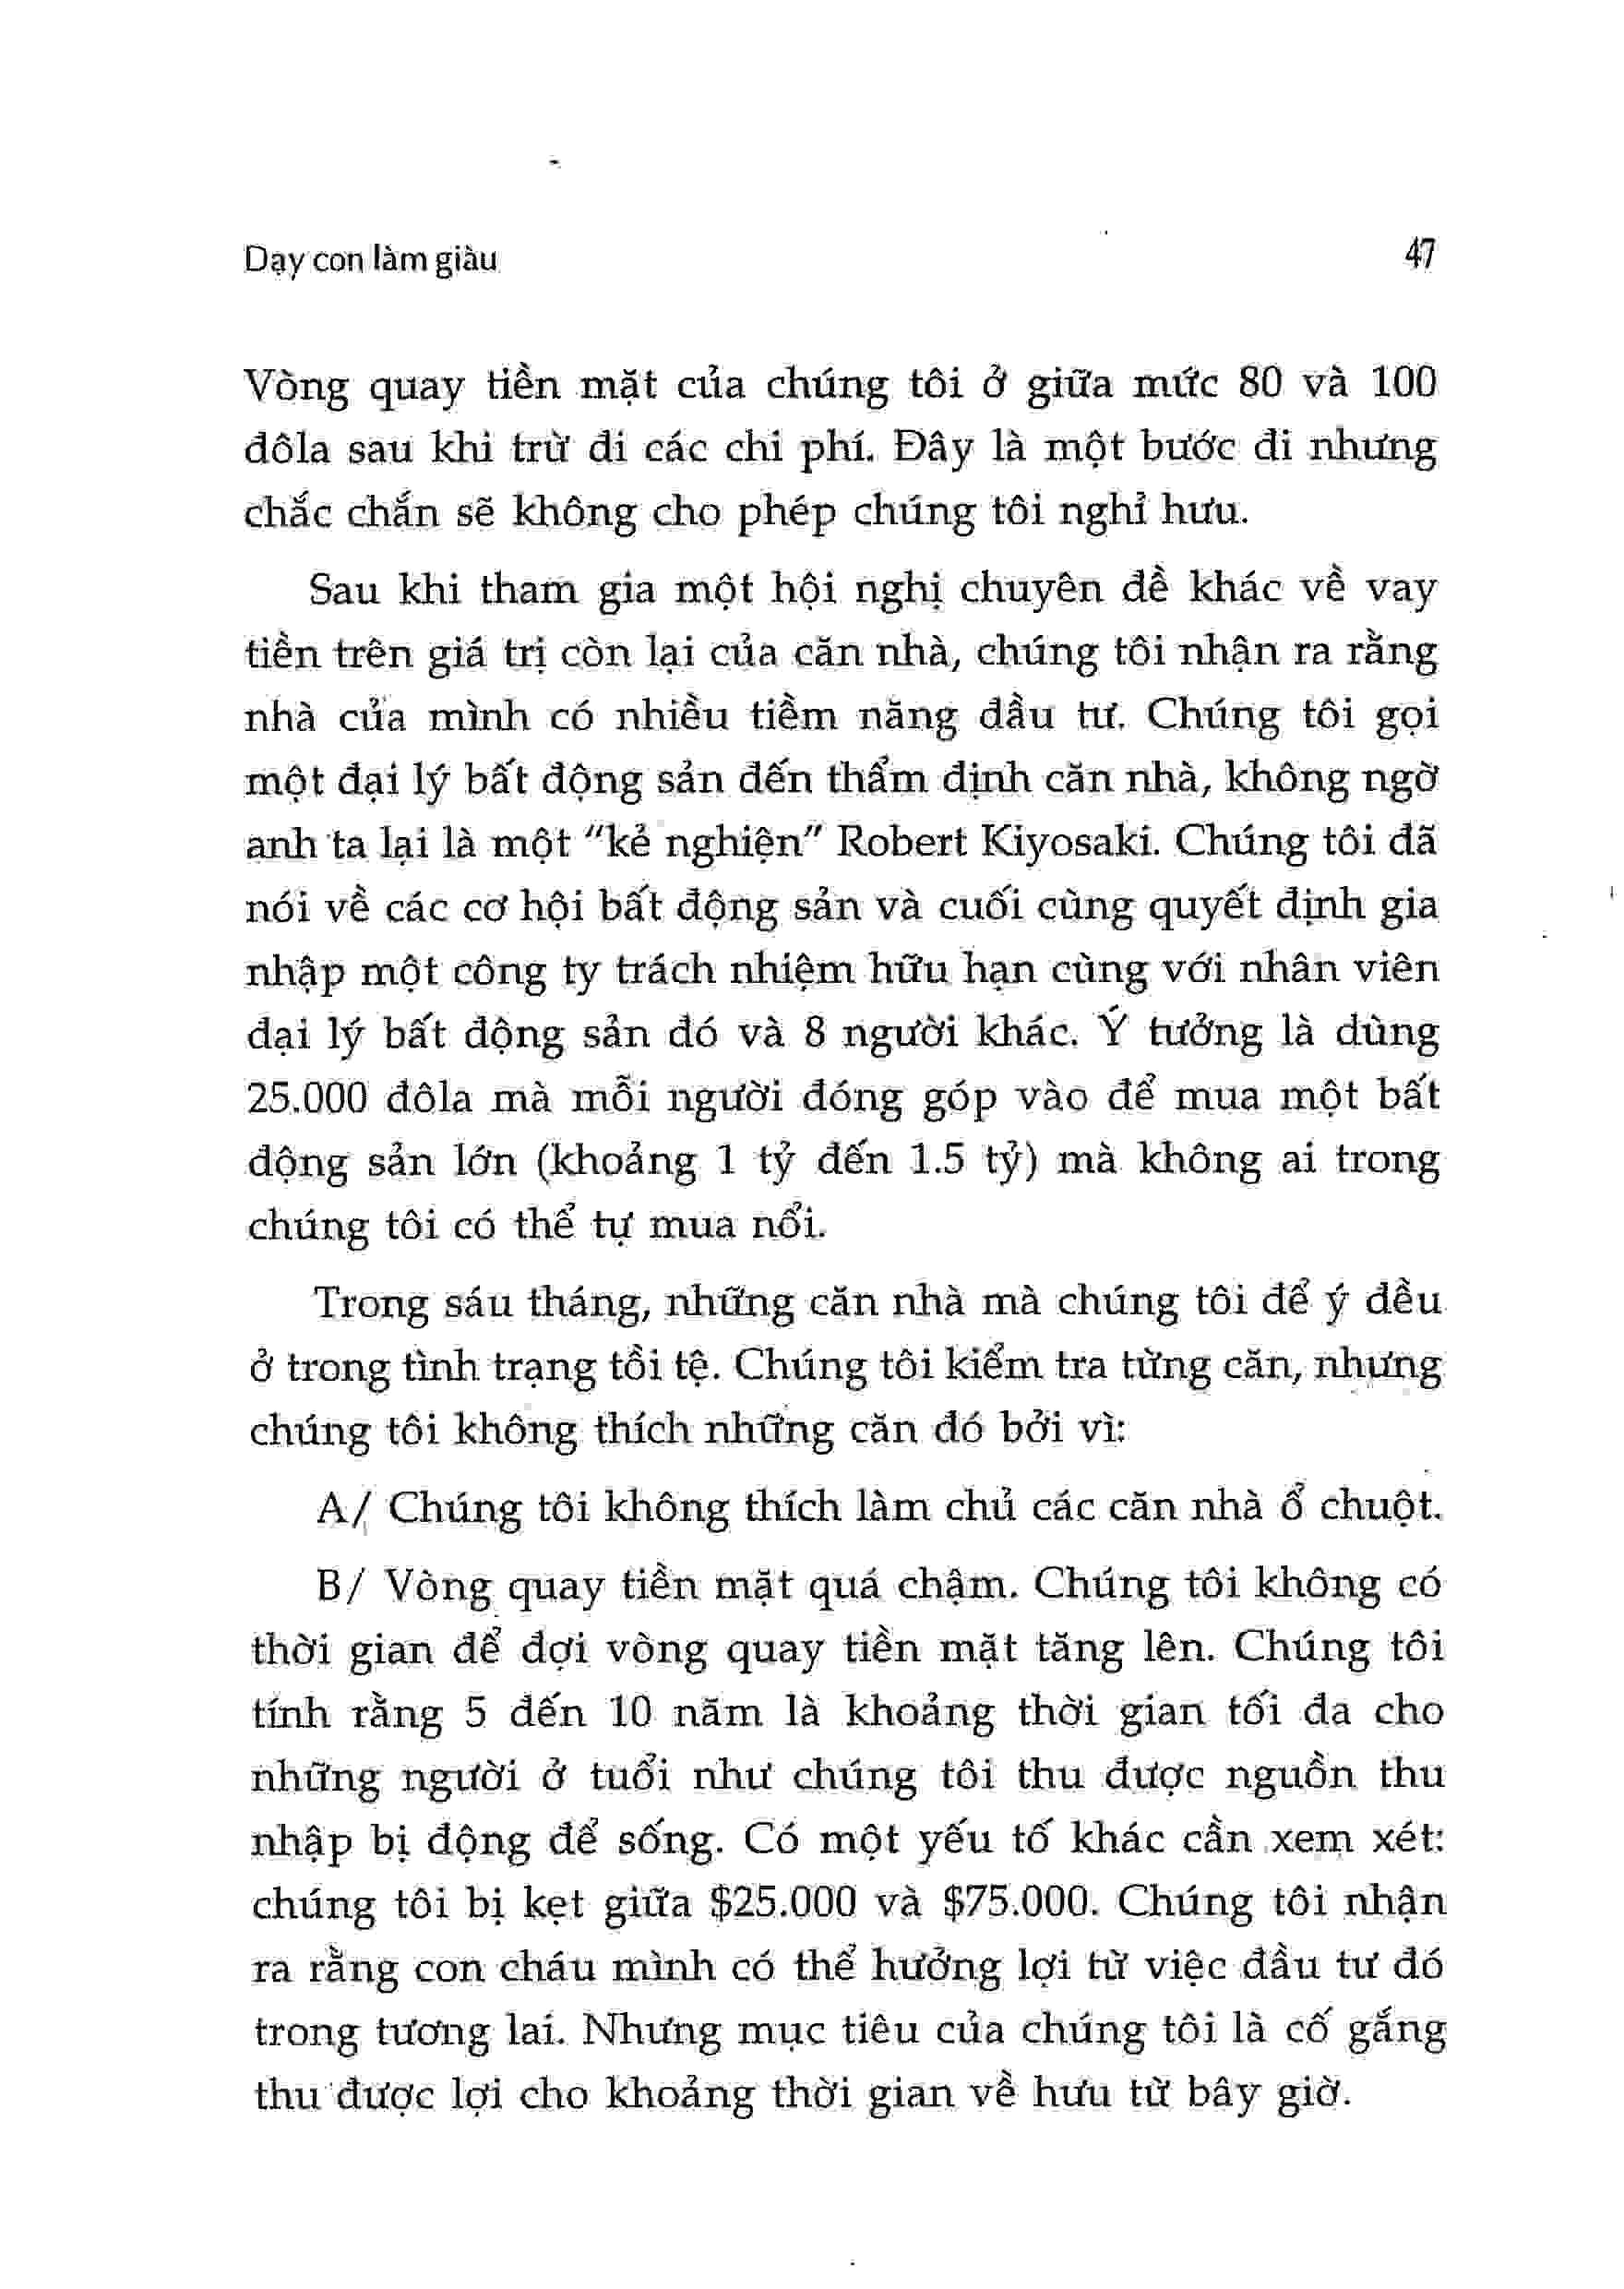 Dạy con làm giàu 47
Vòng quay tiền mặt của chúng tôi ở giữa mức 80 và 100
đôla sau khi trừ đi các chi phí. Đây là một bước đi nhưng
chắc chắn sẽ không cho phép chúng tôi nghỉ hưu.
Sau khi tham gia một hội nghị chuyên đề khác về vay
tiền trên giá trị còn lại của căn nhà, chúng tôi nhận ra rằng
nhà của mình có nhiều tiềm năng đầu tư. Chúng tôi gọi
một đại lý bất động sản đến thẩm định căn nhà, không ngờ
anh ta lại là một "kẻ nghiện" Robert Kiyosaki. Chúng tôi đã
nói về các cơ hội bất động sản và cuối cùng quyết định gia
nhập một công ty trách nhiệm hữu hạn cùng với nhân viên
đại lý bất động sản đó và 8 người khác. Ý tưởng là dùng
25.000 đôla mà mỗi người đóng góp vào để mua một bất
động sản lớn (khoảng 1 tỷ đến 1.5 tỷ) mà không ai trong
chúng tôi có thể tự mua nổi.
Trong sáu tháng, những căn nhà mà chúng tôi để ý đều
ở trong tình trạng tồi tệ. Chúng tôi kiểm tra từng căn, nhưng
chúng tôi không thích những căn đó bởi vì:
A/ Chúng tôi không thích làm chủ các căn nhà ổ chuột.
B/ Vòng quay tiền mặt quá chậm. Chúng tôi không có
thời gian để đợi vòng quay tiền mặt tăng lên. Chúng tôi
tính rằng 5 đến 10 năm là khoảng thời gian tối đa cho
những người ở tuổi như chúng tôi thu được nguồn thu
nhập bị động để sống. Có một yếu tố khác cần xem xét:
chúng tôi bị kẹt giữa $25.000 và $75.000. Chúng tôi nhận
ra rằng con cháu mình có thể hưởng lợi từ việc đầu tư đó
trong tương lai. Nhưng mục tiêu của chúng tôi là cố gắng
thu được lợi cho khoảng thời gian về hưu từ bây giờ.